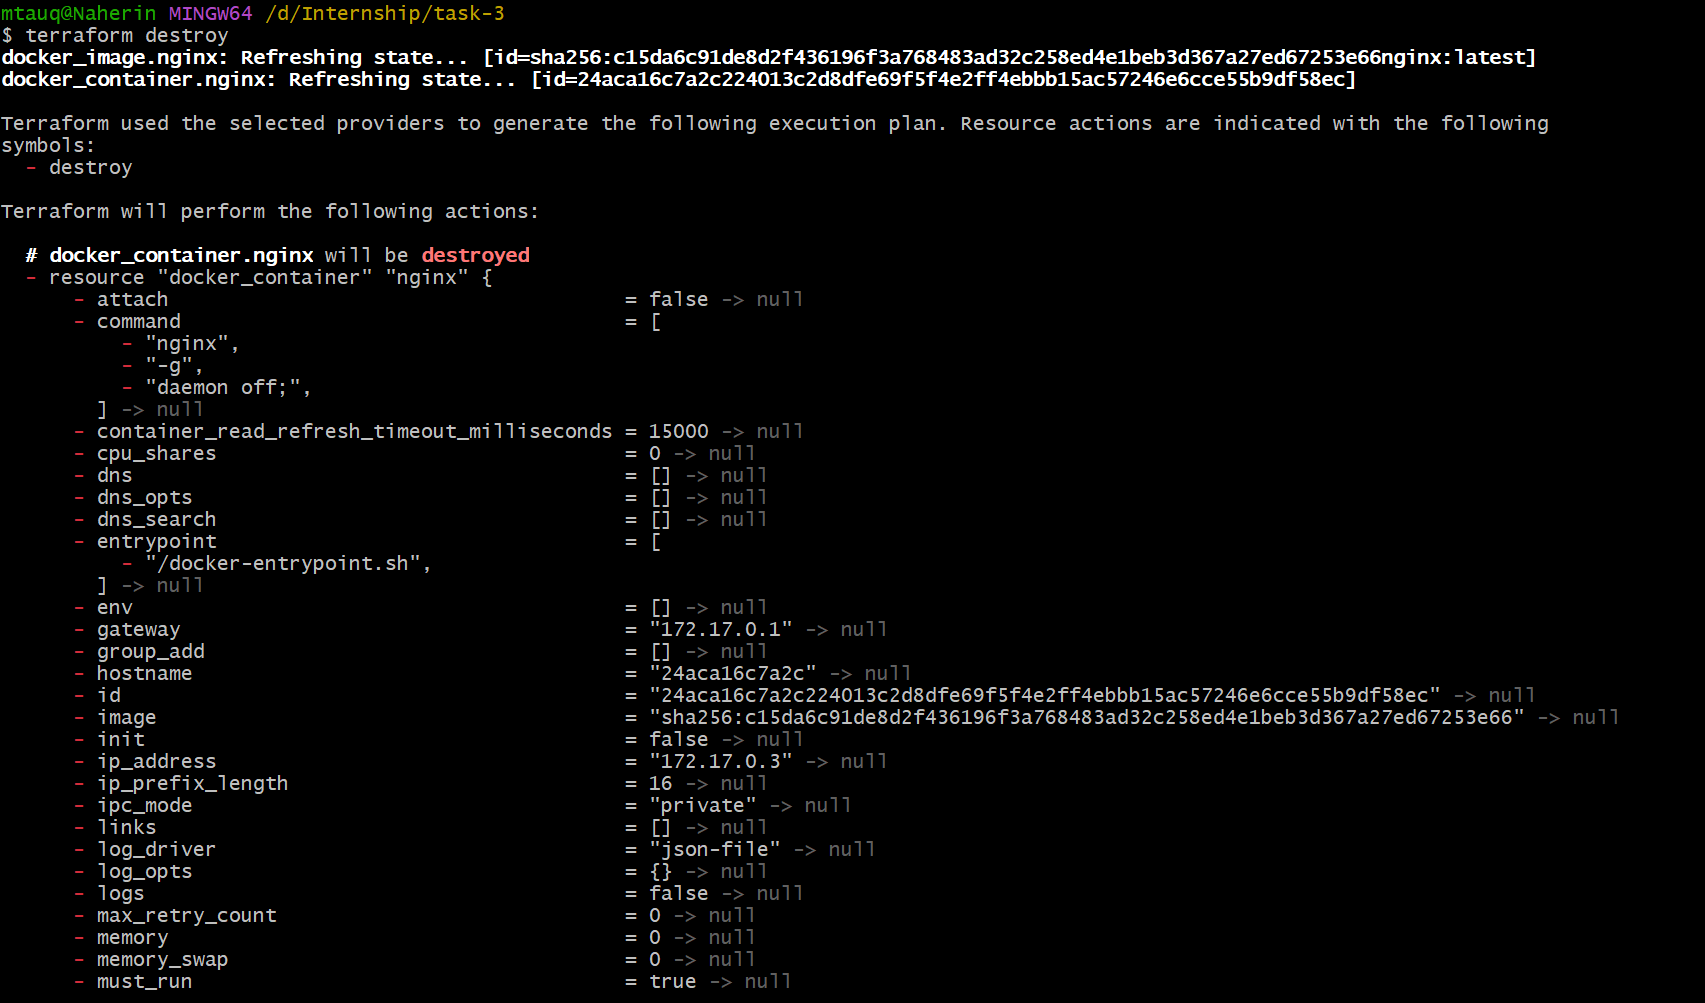 mtauq@Naherin MINGW64 /d/Internship/task-3
$ terraform destroy
docker_image.nginx: Refreshing state... [id=sha256:c15da6c91de8d2f436196f3a768483ad32c258ed4e1beb3d367a27ed67253e66nginx:latest]
docker_container.nginx: Refreshing state... [id=24aca16c7a2c224013c2d8dfe69f5f4e2ff4ebbb15ac57246e6cce55b9df58ec]
Terraform used the selected providers to generate the following execution plan. Resource actions are indicated with the following
symbols:
  - destroy
Terraform will perform the following actions:
  # docker_container.nginx will be destroyed
  - resource "docker_container" "nginx" {
      - attach                                      = false -> null
      - command                                     = [
          - "nginx",
          - "-g",
          - "daemon off;",
        ] -> null
      - container_read_refresh_timeout_milliseconds = 15000 -> null
      - cpu_shares                                  = 0 -> null
      - dns                                         = [] -> null
      - dns_opts                                    = [] -> null
      - dns_search                                  = [] -> null
      - entrypoint                                  = [
          - "/docker-entrypoint.sh",
        ] -> null
      - env                                         = [] -> null
      - gateway                                     = "172.17.0.1" -> null
      - group_add                                   = [] -> null
      - hostname                                    = "24aca16c7a2c" -> null
      - id                                          = "24aca16c7a2c224013c2d8dfe69f5f4e2ff4ebbb15ac57246e6cce55b9df58ec" -> null
      - image                                       = "sha256:c15da6c91de8d2f436196f3a768483ad32c258ed4e1beb3d367a27ed67253e66" -> null
      - init                                        = false -> null
      - ip_address                                  = "172.17.0.3" -> null
      - ip_prefix_length                            = 16 -> null
      - ipc_mode                                    = "private" -> null
      - links                                       = [] -> null
      - log_driver                                  = "json-file" -> null
      - log_opts                                    = {} -> null
      - logs                                        = false -> null
      - max_retry_count                             = 0 -> null
      - memory                                      = 0 -> null
      - memory_swap                                 = 0 -> null
      - must_run                                    = true -> null